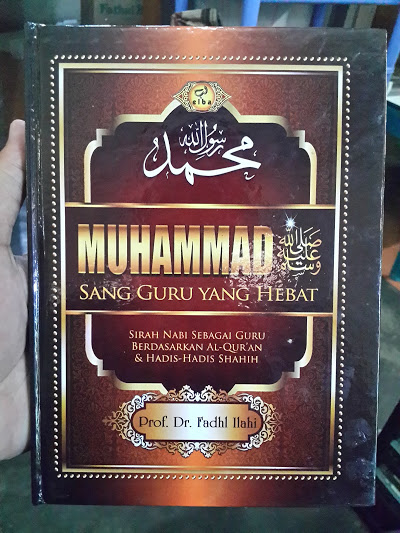 elba
محمد رسول الله
MUHAMMAD ﷺ
SANG GURU YANG HEBAT
SIRAH NABI SEBAGAI GURU
BERDASARKAN AL-QUR'AN
& HADIS-HADIS SHAHIH
Prof. Dr. Fadhl Ilahi